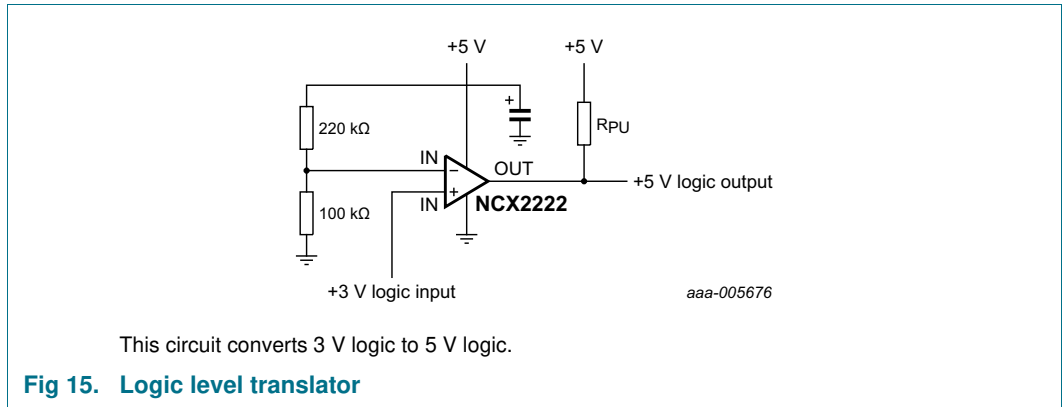 +5 V
+5 V
+
220 kΩ
RPU
IN
−
OUT
+5 V logic output
+
IN
NCX2222
100 kΩ
+3 V logic input
aaa-005676
This circuit converts 3 V logic to 5 V logic.
Fig 15. Logic level translator